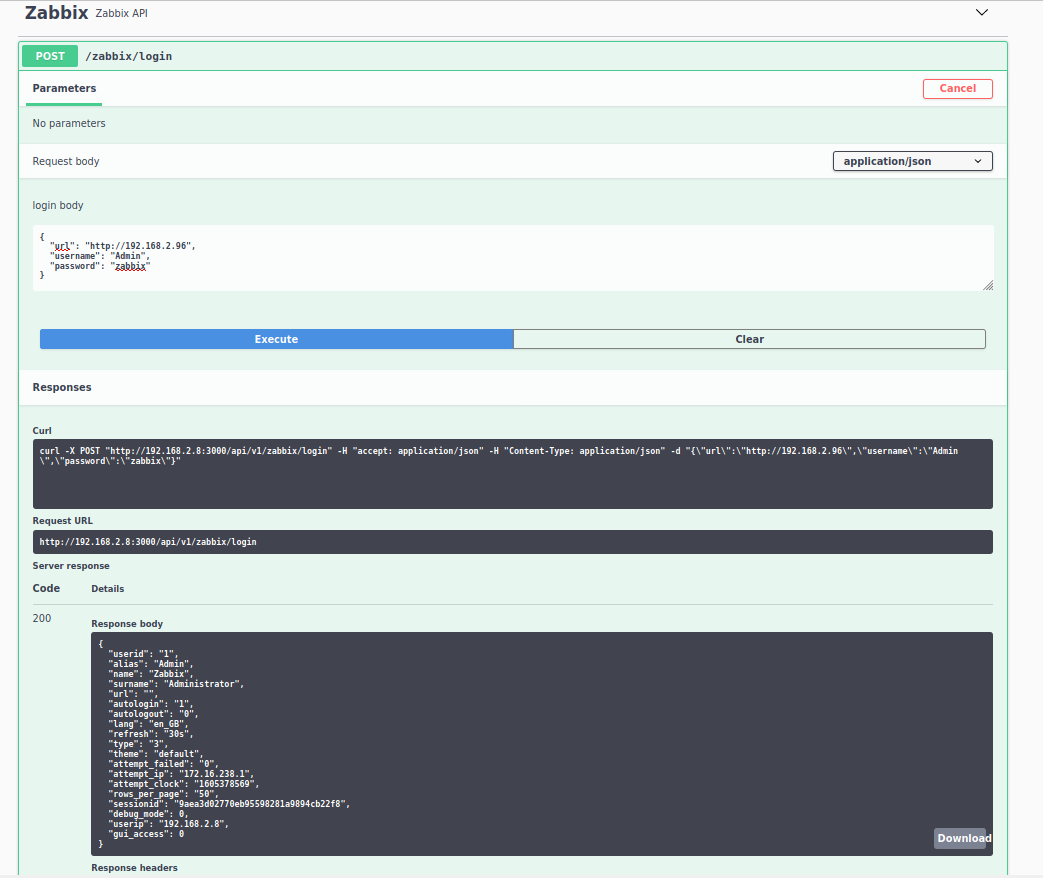 Zabbix Zabbix API
POST /zabbix/login
Parameters
Cancel
No parameters
Request body
application/json
login body
{
"url": "http://192.168.2.96",
"username": "Admin",
"password": "zabbix"
}
Execute
Clear
Responses
Curl
curl -X POST "http://192.168.2.8:3000/api/v1/zabbix/login" -H "accept: application/json" -H "Content-Type: application/json" -d "{\"url\":\"http://192.168.2.96\",\"username\":\"Admin
\",\"password\":\"zabbix\"}"
Request URL
http://192.168.2.8:3000/api/v1/zabbix/login
Server response
Code Details
200
Response body
{
"userid": "1",
"alias": "Admin",
"name": "Zabbix",
"surname": "Administrator",
"url": "",
"autologin": "1",
"autologout": "0",
"lang": "en_GB",
"refresh": "30s",
"type": "3",
"theme": "default",
"attempt_failed": "0",
"attempt_ip": "172.16.238.1",
"attempt_clock": "1605378569",
"rows_per_page": "50",
"sessionid": "9aea3d02770eb95598281a9894cb22f8",
"debug_mode": 0,
"userip": "192.168.2.8",
"gui_access": 0
}
Download
Response headers